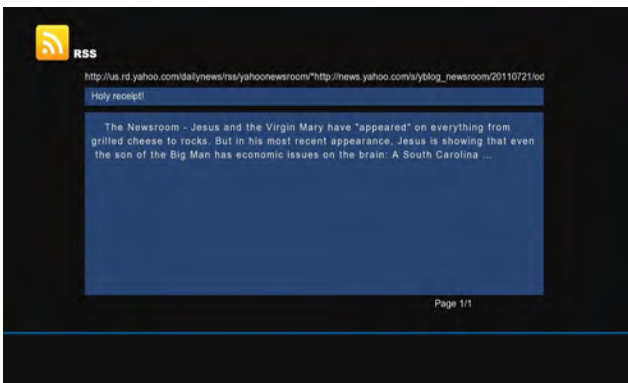 RSS
http://us.rd.yahoo.com/dailynews/rss/yahoonewsroom/*http://news.yahoo.com/s/yblog_newsroom/20110721/od
Holy receipt!
The Newsroom - Jesus and the Virgin Mary have "appeared" on everything from
grilled cheese to rocks. But in his most recent appearance, Jesus is showing that even
the son of the Big Man has economic issues on the brain: A South Carolina ...
Page 1/1